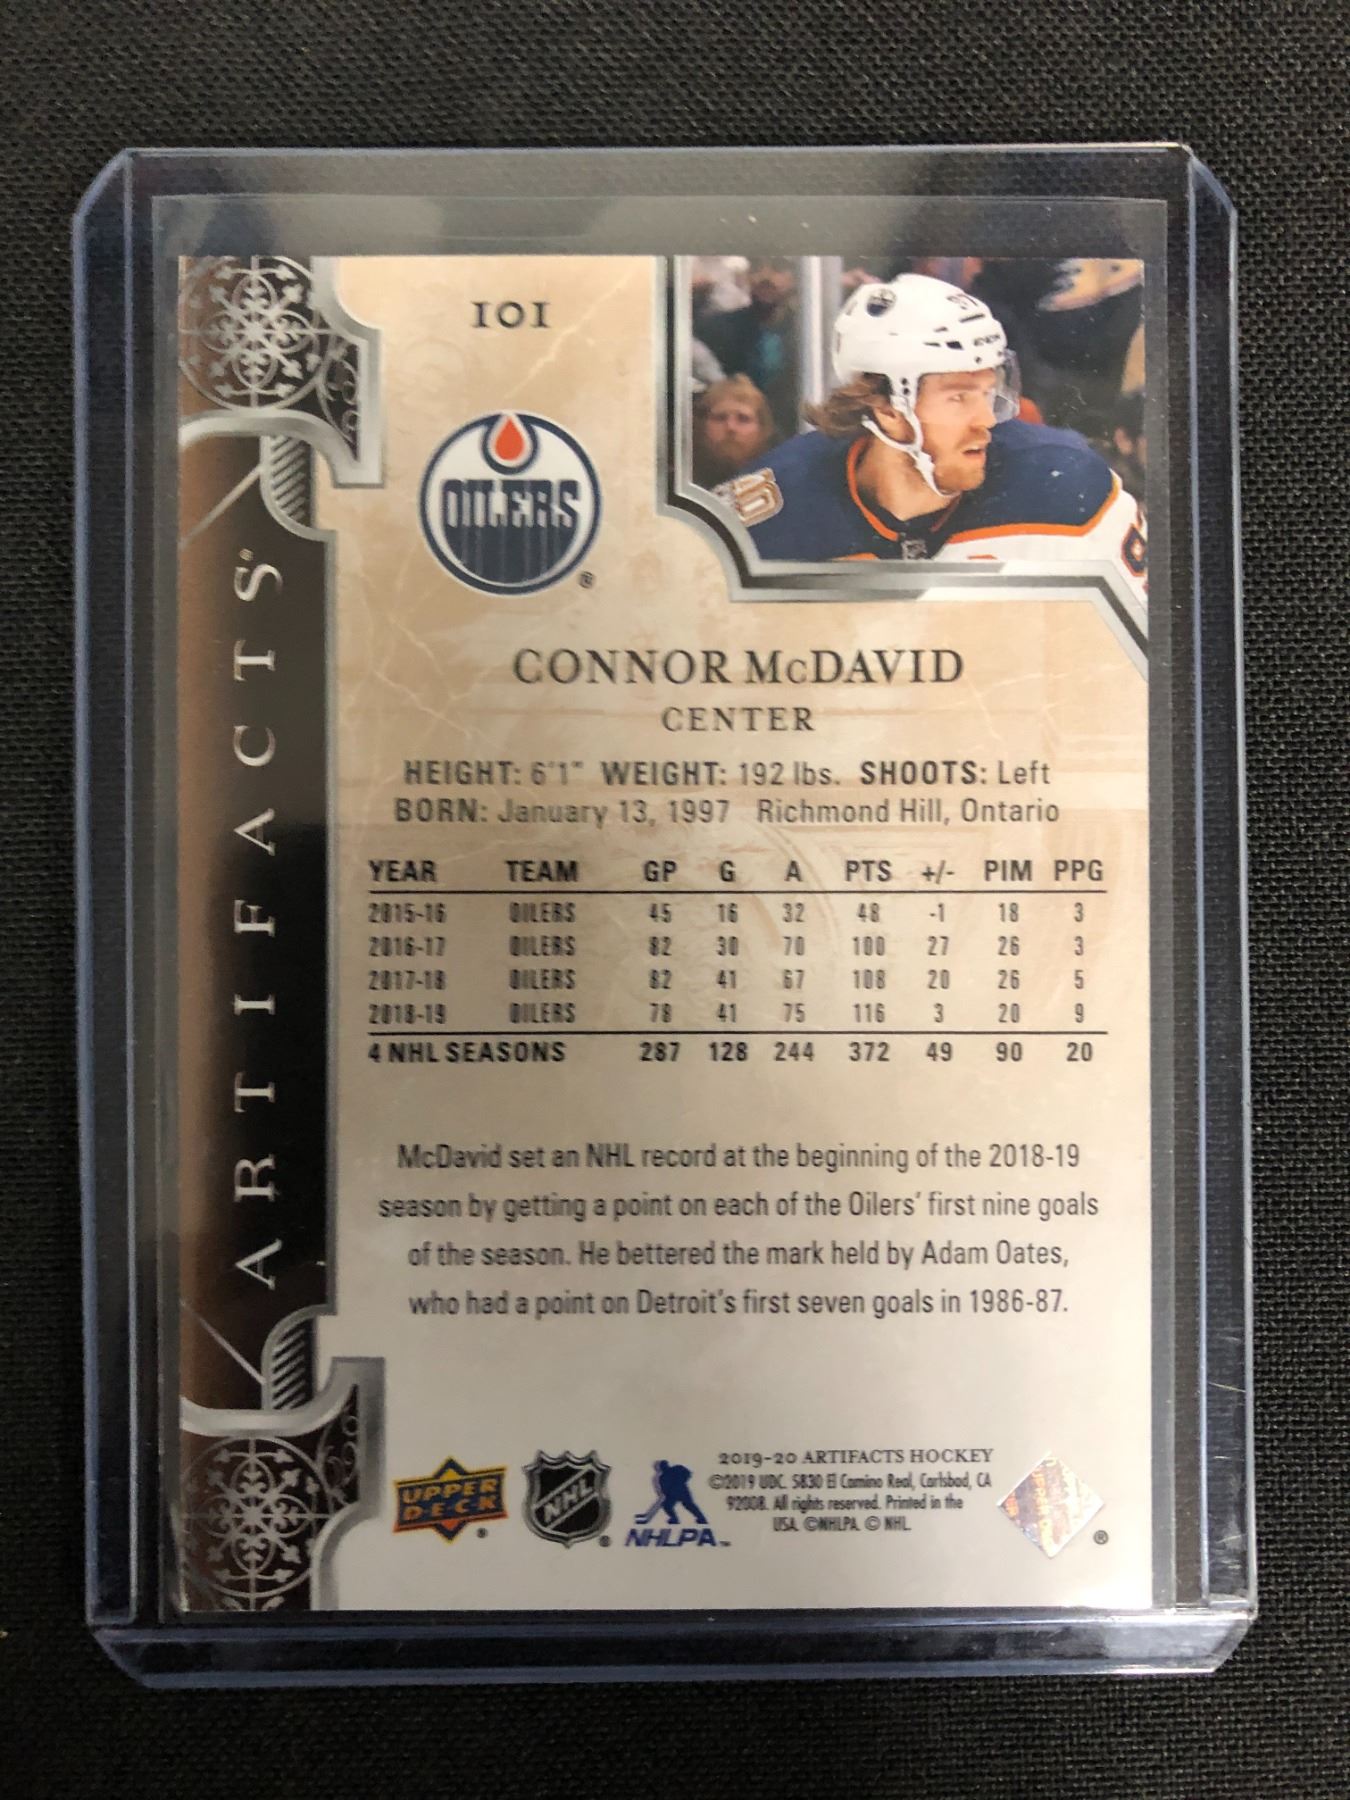 101
OILERS
®
ARTIFACTS®
CONNOR McDAVID
CENTER
HEIGHT: 6'1" WEIGHT: 192 lbs. SHOOTS: Left
BORN: January 13, 1997 Richmond Hill, Ontario
YEAR TEAM GP G A PTS +/- PIM PPG
2015-16 OILERS 45 16 32 48 -1 18 3
2016-17 OILERS 82 30 70 100 27 26 3
2017-18 OILERS 82 41 67 108 20 26 5
2018-19 OILERS 78 41 75 116 3 20 9
4 NHL SEASONS 287 128 244 372 49 90 20
McDavid set an NHL record at the beginning of the 2018-19
season by getting a point on each of the Oilers' first nine goals
of the season. He bettered the mark held by Adam Oates,
who had a point on Detroit's first seven goals in 1986-87.
UPPER
DECK
®
NHL
®
NHLPA™
2019-20 ARTIFACTS HOCKEY
©2019 UDC. 5830 El Camino Real, Carlsbad, CA
92008. All rights reserved. Printed in the
USA. ©NHLPA. © NHL.
®